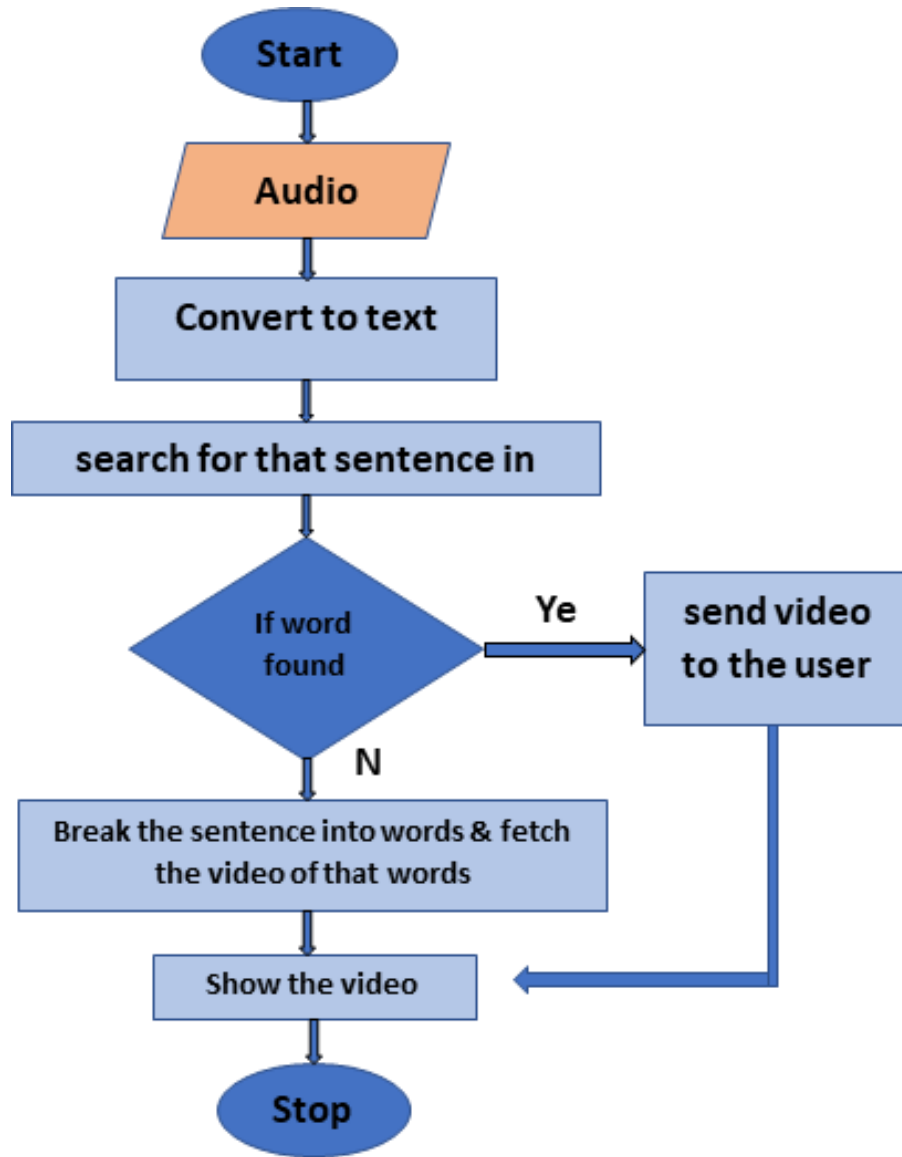 Start
Audio
Convert to text
search for that sentence in
If word
found
Ye
send video
to the user
N
Break the sentence into words & fetch
the video of that words
Show the video
Stop